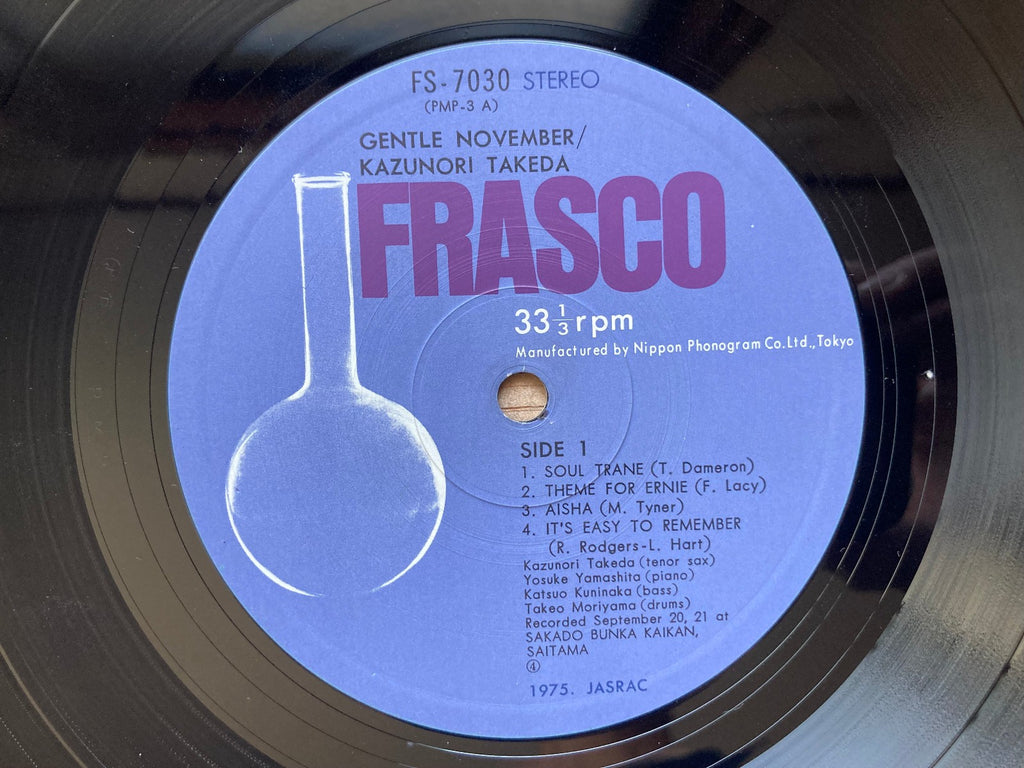 FS-7030 STEREO
(PMP-3 A)
GENTLE NOVEMBER/
KAZUNORI TAKEDA
FRASCO
33 1/3 rpm
Manufactured by Nippon Phonogram Co.Ltd.,Tokyo
SIDE 1
1. SOUL TRANE (T. Dameron)
2. THEME FOR ERNIE (F. Lacy)
3. AISHA (M. Tyner)
4. IT'S EASY TO REMEMBER
(R. Rodgers-L. Hart)
Kazunori Takeda (tenor sax)
Yosuke Yamashita (piano)
Katsuo Kuninaka (bass)
Takeo Moriyama (drums)
Recorded September 20, 21 at
SAKADO BUNKA KAIKAN,
SAITAMA
④
1975. JASRAC